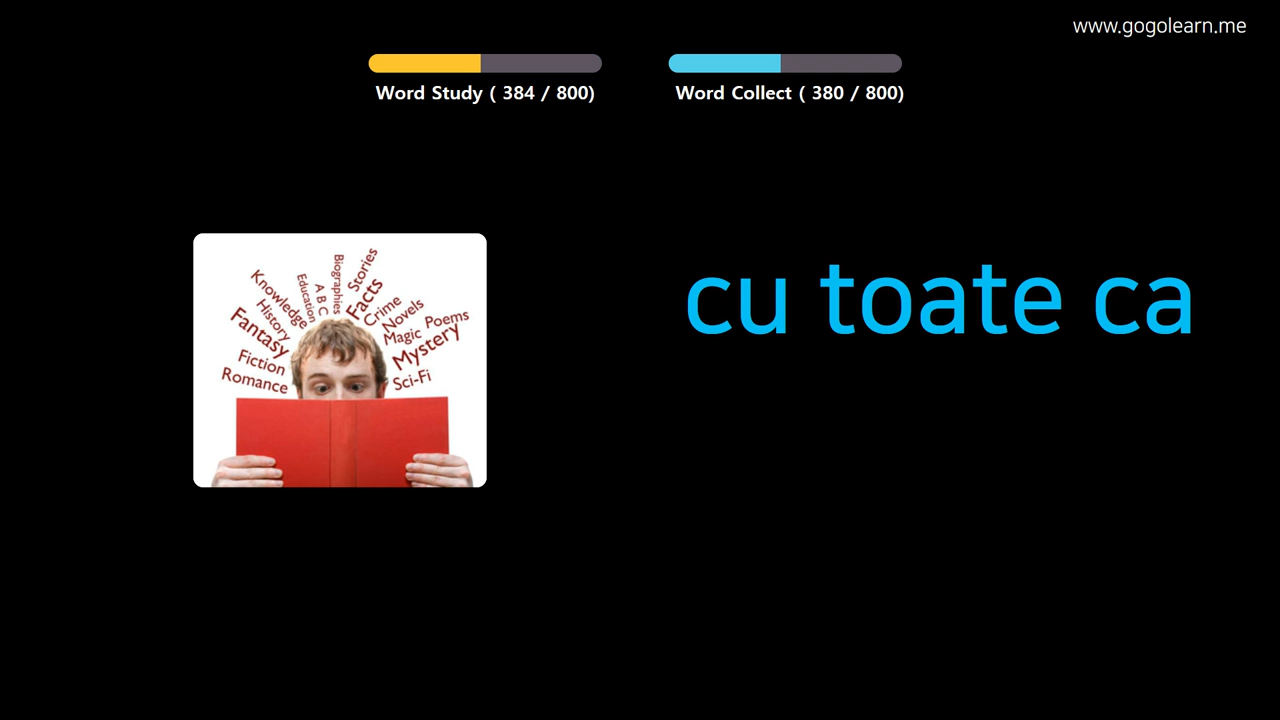 www.gogolearn.me
Word Study ( 384 / 800)
Word Collect ( 380 / 800)
cu toate ca
Knowledge
History
Fantasy
Fiction
Romance
Education
A B C
Biographies
Stories
Facts
Crime
Novels
Magic
Poems
Mystery
Sci-Fi